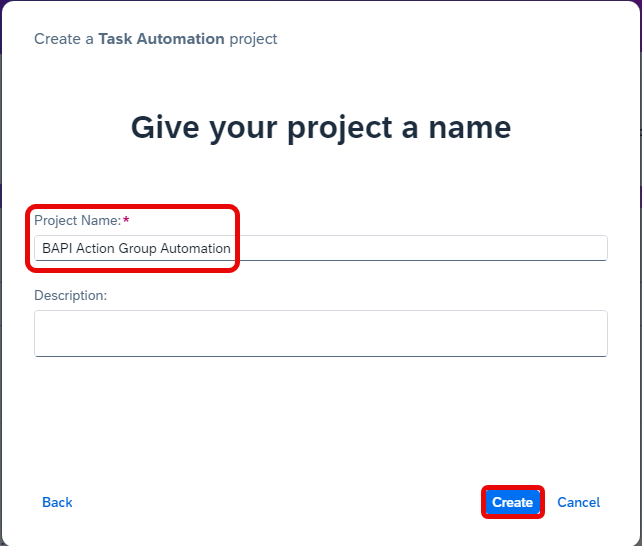 Create a Task Automation project
Give your project a name
Project Name:*
BAPI Action Group Automation
Description:
Back
Create
Cancel